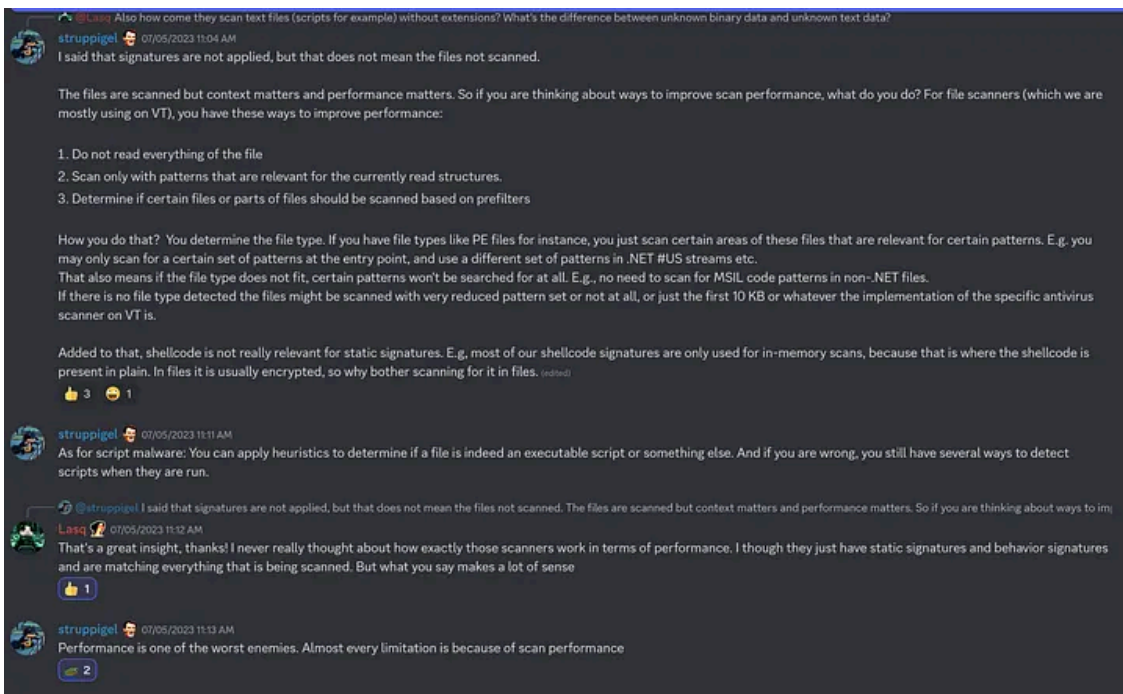 @Lasq Also how come they scan text files (scripts for example) without extensions? What's the difference between unknown binary data and unknown text data?
struppigel 07/05/2023 11:04 AM
I said that signatures are not applied, but that does not mean the files not scanned.
The files are scanned but context matters and performance matters. So if you are thinking about ways to improve scan performance, what do you do? For file scanners (which we are
mostly using on VT), you have these ways to improve performance:
1. Do not read everything of the file
2. Scan only with patterns that are relevant for the currently read structures.
3. Determine if certain files or parts of files should be scanned based on prefilters
How you do that? You determine the file type. If you have file types like PE files for instance, you just scan certain areas of these files that are relevant for certain patterns. E.g. you
may only scan for a certain set of patterns at the entry point, and use a different set of patterns in .NET #US streams etc.
That also means if the file type does not fit, certain patterns won't be searched for at all. E.g., no need to scan for MSIL code patterns in non-.NET files.
If there is no file type detected the files might be scanned with very reduced pattern set or not at all, or just the first 10 KB or whatever the implementation of the specific antivirus
scanner on VT is.
Added to that, shellcode is not really relevant for static signatures. E.g, most of our shellcode signatures are only used for in-memory scans, because that is where the shellcode is
present in plain. In files it is usually encrypted, so why bother scanning for it in files. (edited)
3 1
struppigel 07/05/2023 11:11 AM
As for script malware: You can apply heuristics to determine if a file is indeed an executable script or something else. And if you are wrong, you still have several ways to detect
scripts when they are run.
@struppigel I said that signatures are not applied, but that does not mean the files not scanned. The files are scanned but context matters and performance matters. So if you are thinking about ways to im
Lasq 07/05/2023 11:12 AM
That's a great insight, thanks! I never really thought about how exactly those scanners work in terms of performance. I though they just have static signatures and behavior signatures
and are matching everything that is being scanned. But what you say makes a lot of sense
1
struppigel 07/05/2023 11:13 AM
Performance is one of the worst enemies. Almost every limitation is because of scan performance
2